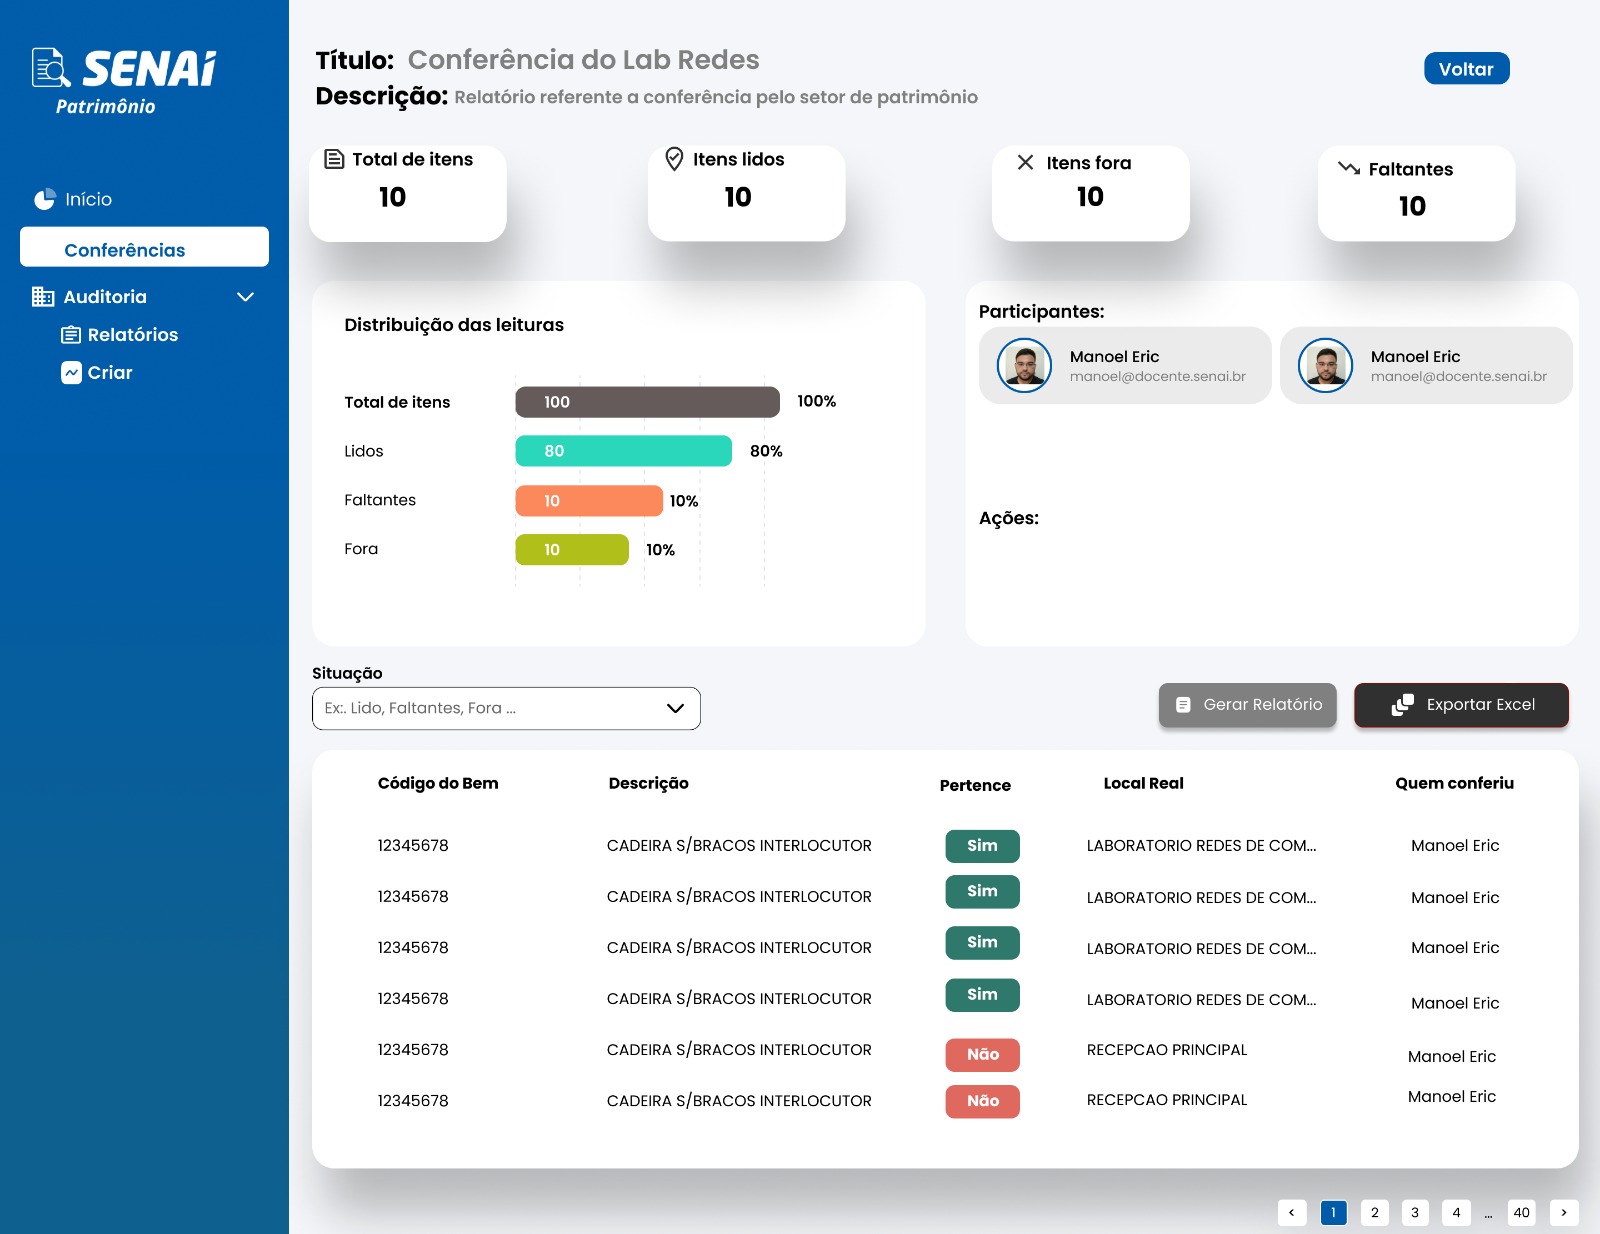 SENAI
Patrimônio
Início
Conferências
Auditoria
Relatórios
Criar
Título: Conferência do Lab Redes
Descrição: Relatório referente a conferência pelo setor de patrimônio
Voltar
Total de itens
10
Itens lidos
10
Itens fora
10
Faltantes
10
Distribuição das leituras
Total de itens 100 100%
Lidos 80 80%
Faltantes 10 10%
Fora 10 10%
Participantes:
Manoel Eric
manoel@docente.senai.br
Manoel Eric
manoel@docente.senai.br
Ações:
Situação
Ex:. Lido, Faltantes, Fora ...
Gerar Relatório
Exportar Excel
Código do Bem Descrição Pertence Local Real Quem conferiu
12345678 CADEIRA S/BRACOS INTERLOCUTOR Sim LABORATORIO REDES DE COM... Manoel Eric
12345678 CADEIRA S/BRACOS INTERLOCUTOR Sim LABORATORIO REDES DE COM... Manoel Eric
12345678 CADEIRA S/BRACOS INTERLOCUTOR Sim LABORATORIO REDES DE COM... Manoel Eric
12345678 CADEIRA S/BRACOS INTERLOCUTOR Sim LABORATORIO REDES DE COM... Manoel Eric
12345678 CADEIRA S/BRACOS INTERLOCUTOR Não RECEPCAO PRINCIPAL Manoel Eric
12345678 CADEIRA S/BRACOS INTERLOCUTOR Não RECEPCAO PRINCIPAL Manoel Eric
< 1 2 3 4 ... 40 >